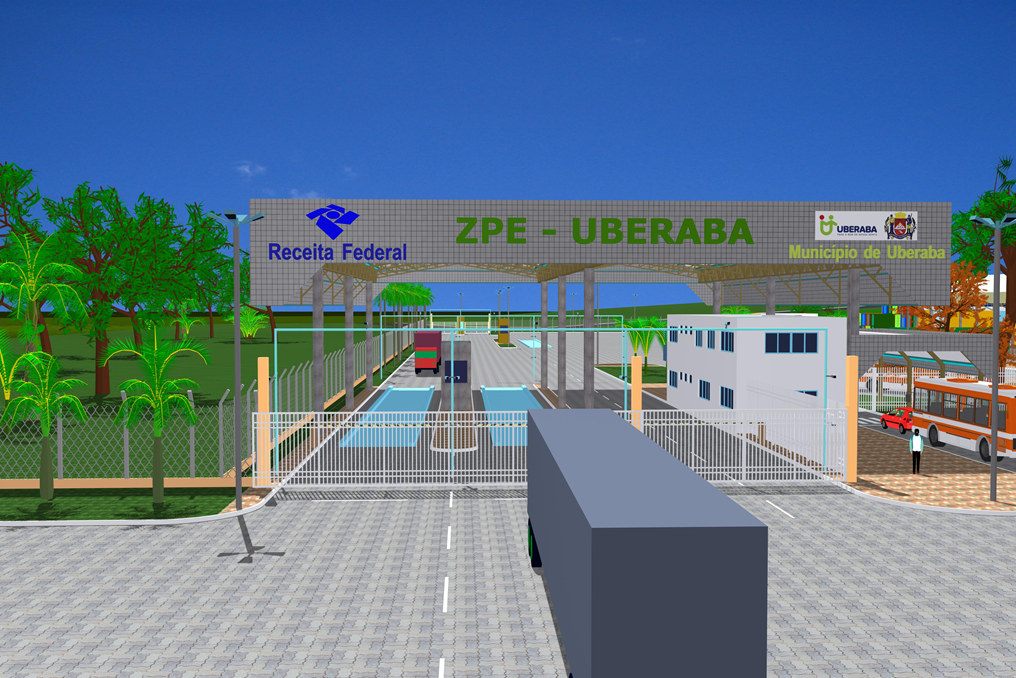 Receita Federal
ZPE - UBERABA
UBERABA
Município de Uberaba